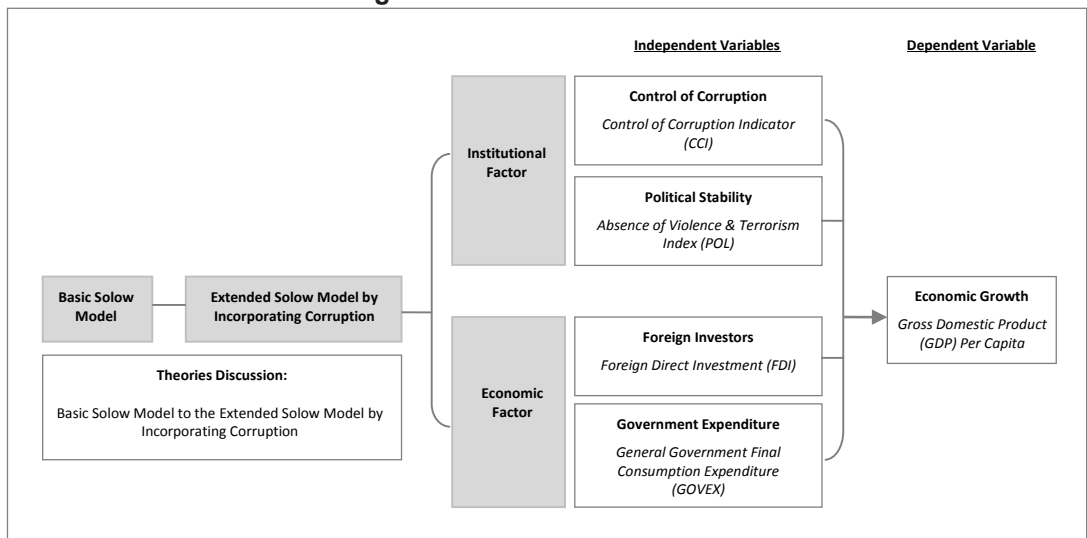 Independent Variables
Dependent Variable
Institutional
Factor
Control of Corruption
Control of Corruption Indicator
(CCI)
Political Stability
Absence of Violence & Terrorism
Index (POL)
Basic Solow
Model
Extended Solow Model by
Incorporating Corruption
Theories Discussion:
Basic Solow Model to the Extended Solow Model by
Incorporating Corruption
Economic
Factor
Foreign Investors
Foreign Direct Investment (FDI)
Government Expenditure
General Government Final
Consumption Expenditure
(GOVEX)
Economic Growth
Gross Domestic Product
(GDP) Per Capita